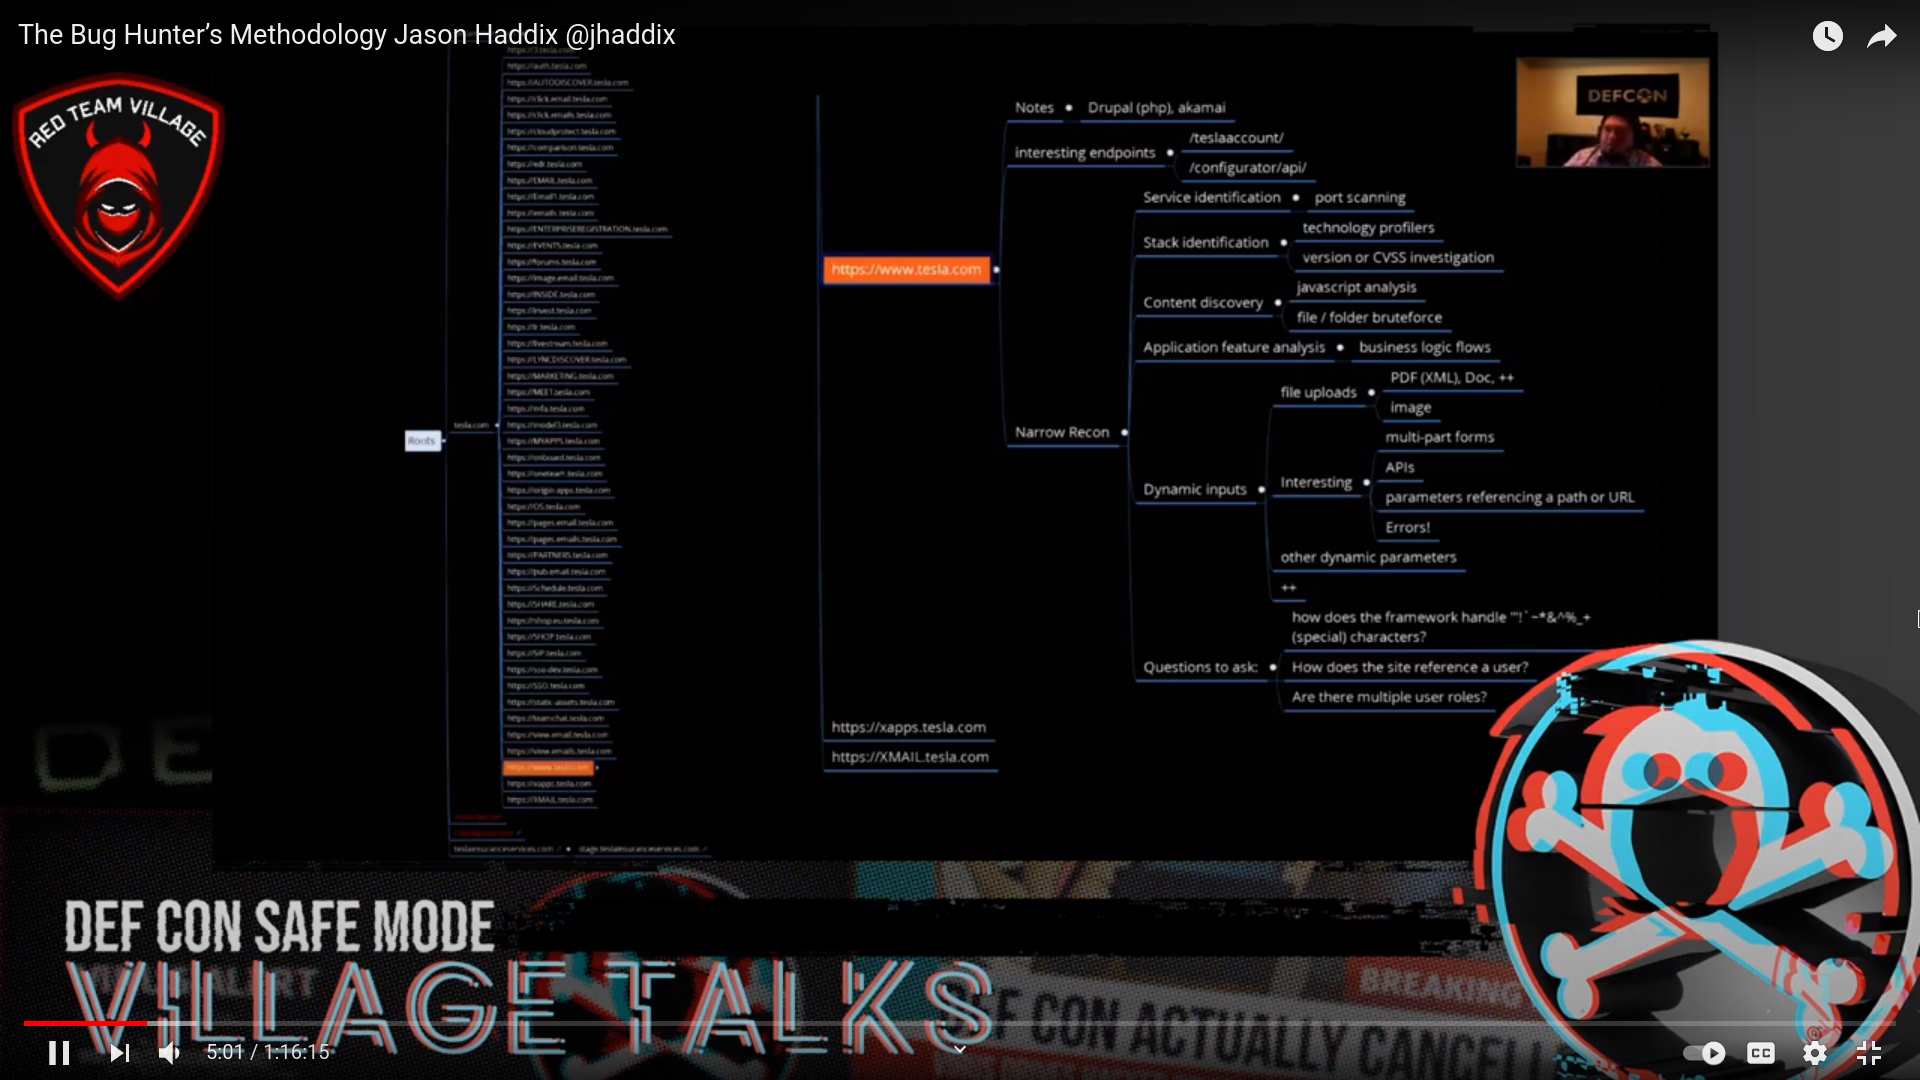 The Bug Hunter’s Methodology Jason Haddix @jhaddix
RED TEAM VILLAGE
DEFCON
https://3.tesla.com
https://auth.tesla.com
https://AUTODISCOVER.tesla.com
https://click.email.tesla.com
https://click.emails.tesla.com
https://cloudprotect.tesla.com
https://comparison.tesla.com
https://edr.tesla.com
https://EMAIL.tesla.com
https://Email1.tesla.com
https://emails.tesla.com
https://ENTERPRISEREGISTRATION.tesla.com
https://EVENTS.tesla.com
https://forums.tesla.com
https://image.email.tesla.com
https://INSIDE.tesla.com
https://invest.tesla.com
https://ir.tesla.com
https://livestream.tesla.com
https://LYNCDISCOVER.tesla.com
https://MARKETING.tesla.com
https://MEET.tesla.com
https://mfa.tesla.com
https://model3.tesla.com
https://MYAPPS.tesla.com
https://onboard.tesla.com
https://oneteam.tesla.com
https://origin-apps.tesla.com
https://OS.tesla.com
https://pages.email.tesla.com
https://pages.emails.tesla.com
https://PARTNERS.tesla.com
https://pub.email.tesla.com
https://Schedule.tesla.com
https://SHARE.tesla.com
https://shop.eu.tesla.com
https://SHOP.tesla.com
https://SIP.tesla.com
https://sso-dev.tesla.com
https://SSO.tesla.com
https://static-assets.tesla.com
https://teamchat.tesla.com
https://view.email.tesla.com
https://view.emails.tesla.com
https://www.tesla.com
https://xapps.tesla.com
https://XMAIL.tesla.com
Roots
tesla.com
teslainsuranceservices.com
stage.teslainsuranceservices.com
https://www.tesla.com
Notes
Drupal (php), akamai
interesting endpoints
/teslaaccount/
/configurator/api/
Narrow Recon
Service identification
port scanning
Stack identification
technology profilers
version or CVSS investigation
Content discovery
javascript analysis
file / folder bruteforce
Application feature analysis
business logic flows
Dynamic inputs
file uploads
PDF (XML), Doc, ++
image
Interesting
multi-part forms
APIs
parameters referencing a path or URL
Errors!
other dynamic parameters
++
Questions to ask:
how does the framework handle '"!`~*&^%_+
(special) characters?
How does the site reference a user?
Are there multiple user roles?
https://xapps.tesla.com
https://XMAIL.tesla.com
DE
DEF CON SAFE MODE
VILLAGE TALKS
BREAKING
DEF CON ACTUALLY CANCEL
5:01 / 1:16:15
CC